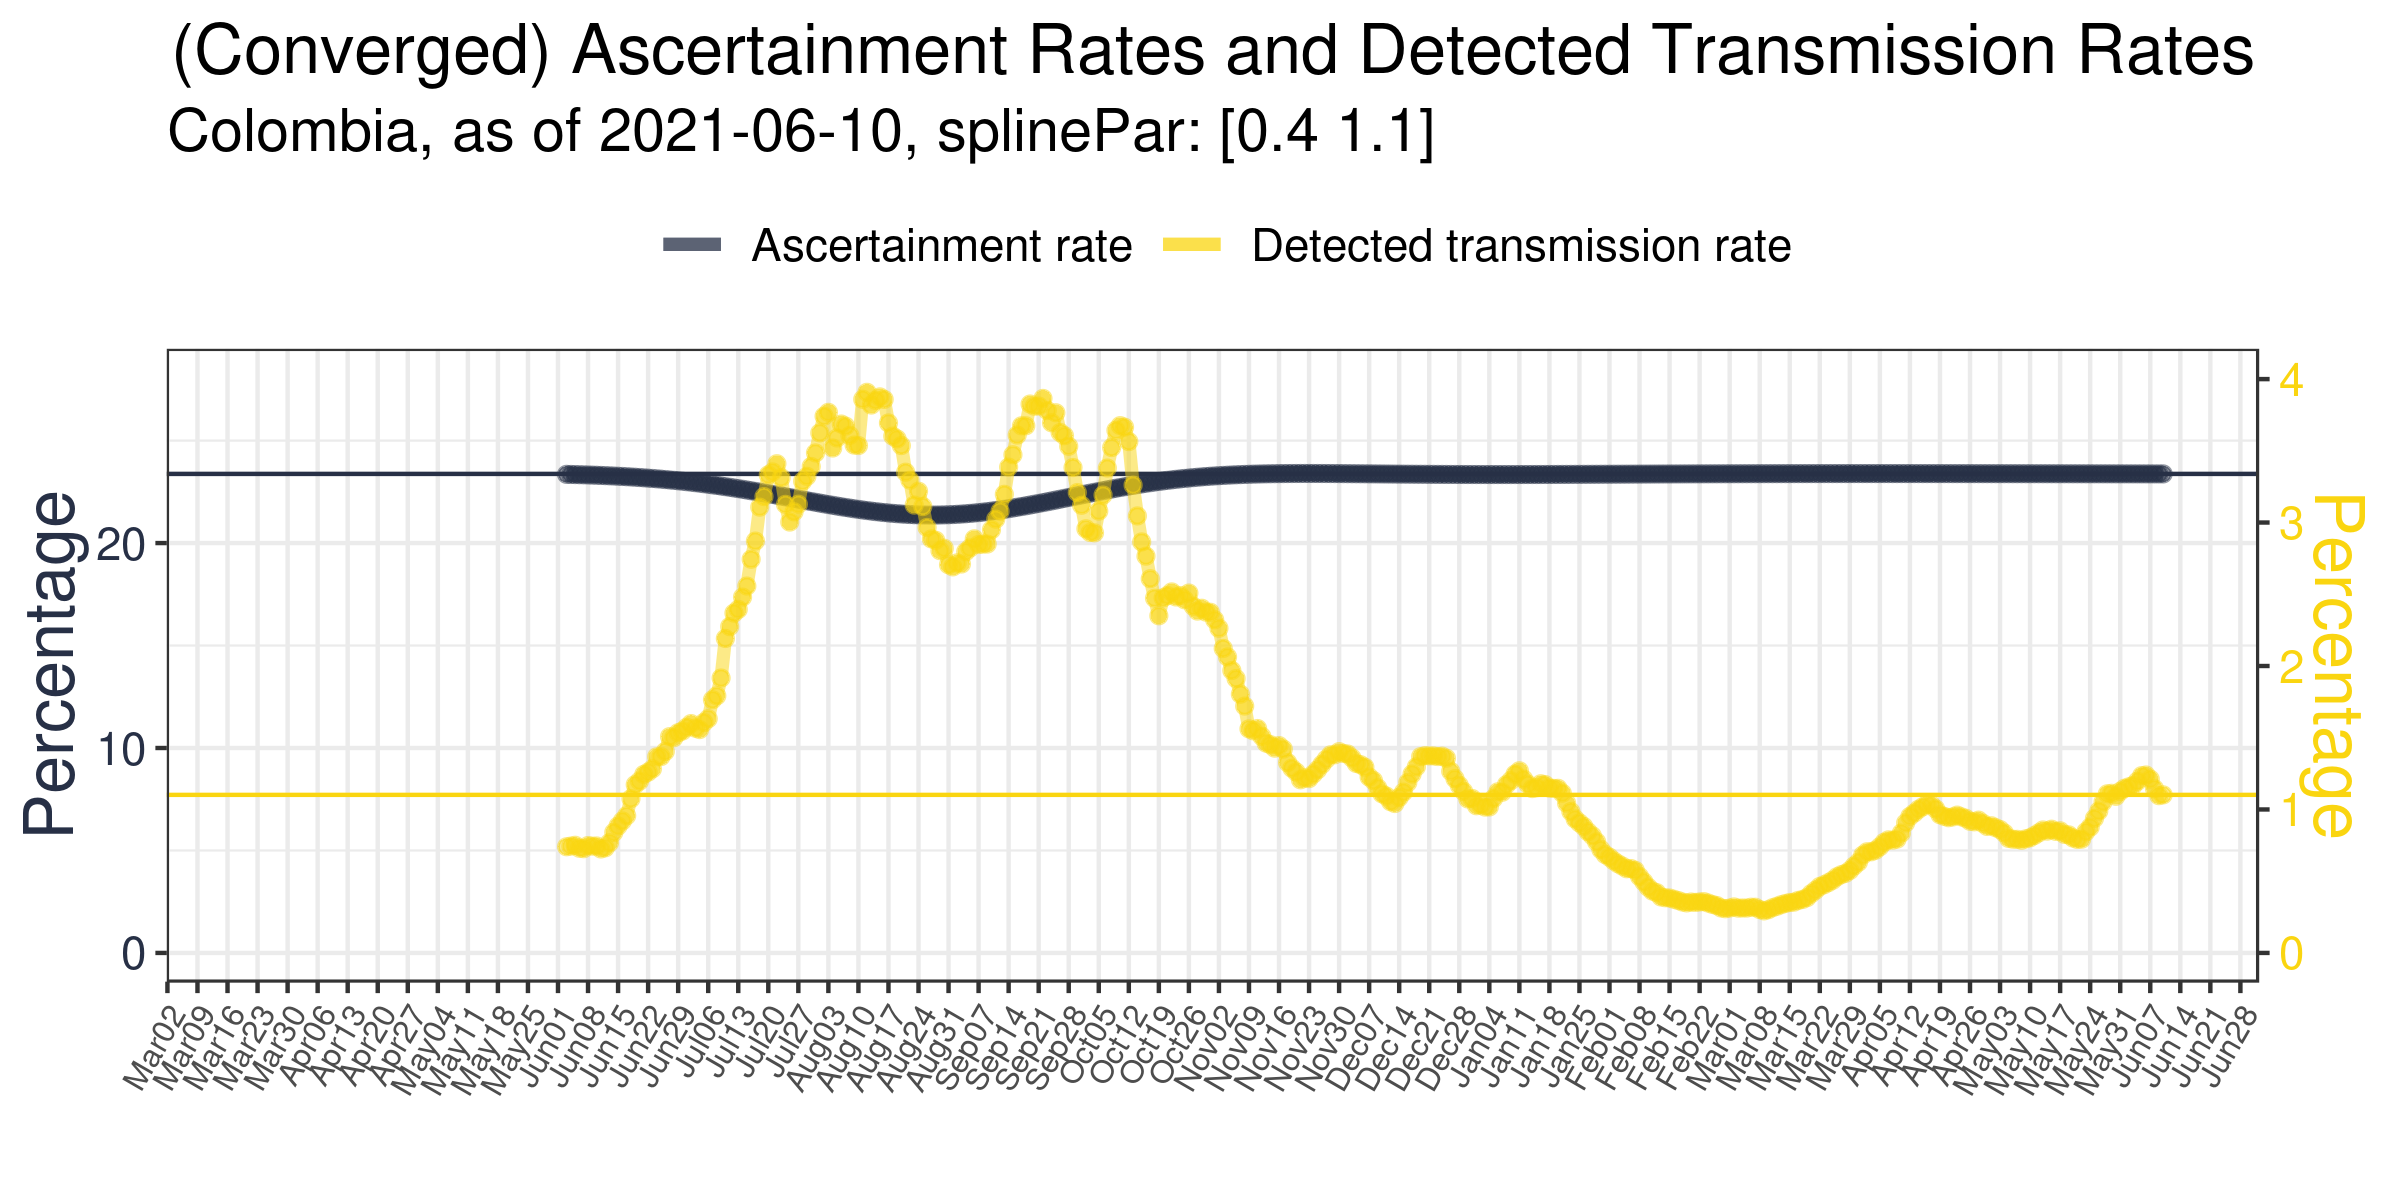 (Converged) Ascertainment Rates and Detected Transmission Rates
Colombia, as of 2021-06-10, splinePar: [0.4 1.1]
Ascertainment rate Detected transmission rate
Percentage
20
10
0
4
3
2
1
0
Percentage
Mar02 Mar09 Mar16 Mar23 Mar30 Apr06 Apr13 Apr20 Apr27 May04 May11 May18 May25 Jun01 Jun08 Jun15 Jun22 Jun29 Jul06 Jul13 Jul20 Jul27 Aug03 Aug10 Aug17 Aug24 Aug31 Sep07 Sep14 Sep21 Sep28 Oct05 Oct12 Oct19 Oct26 Nov02 Nov09 Nov16 Nov23 Nov30 Dec07 Dec14 Dec21 Dec28 Jan04 Jan11 Jan18 Jan25 Feb01 Feb08 Feb15 Feb22 Mar01 Mar08 Mar15 Mar22 Mar29 Apr05 Apr12 Apr19 Apr26 May03 May10 May17 May24 May31 Jun07 Jun14 Jun21 Jun28